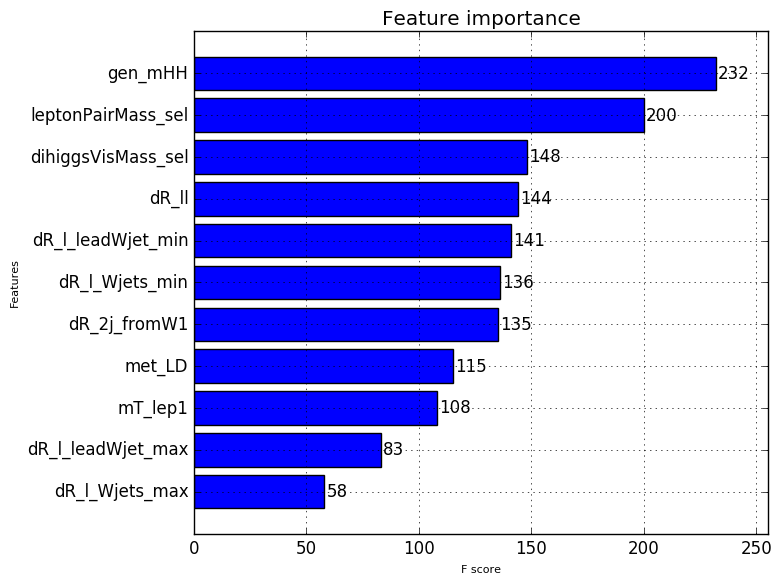 Feature importance
gen_mHH 232
leptonPairMass_sel 200
dihiggsVisMass_sel 148
dR_ll 144
dR_l_leadWjet_min 141
dR_l_Wjets_min 136
dR_2j_fromW1 135
met_LD 115
mT_lep1 108
dR_l_leadWjet_max 83
dR_l_Wjets_max 58
Features
0 50 100 150 200 250
F score